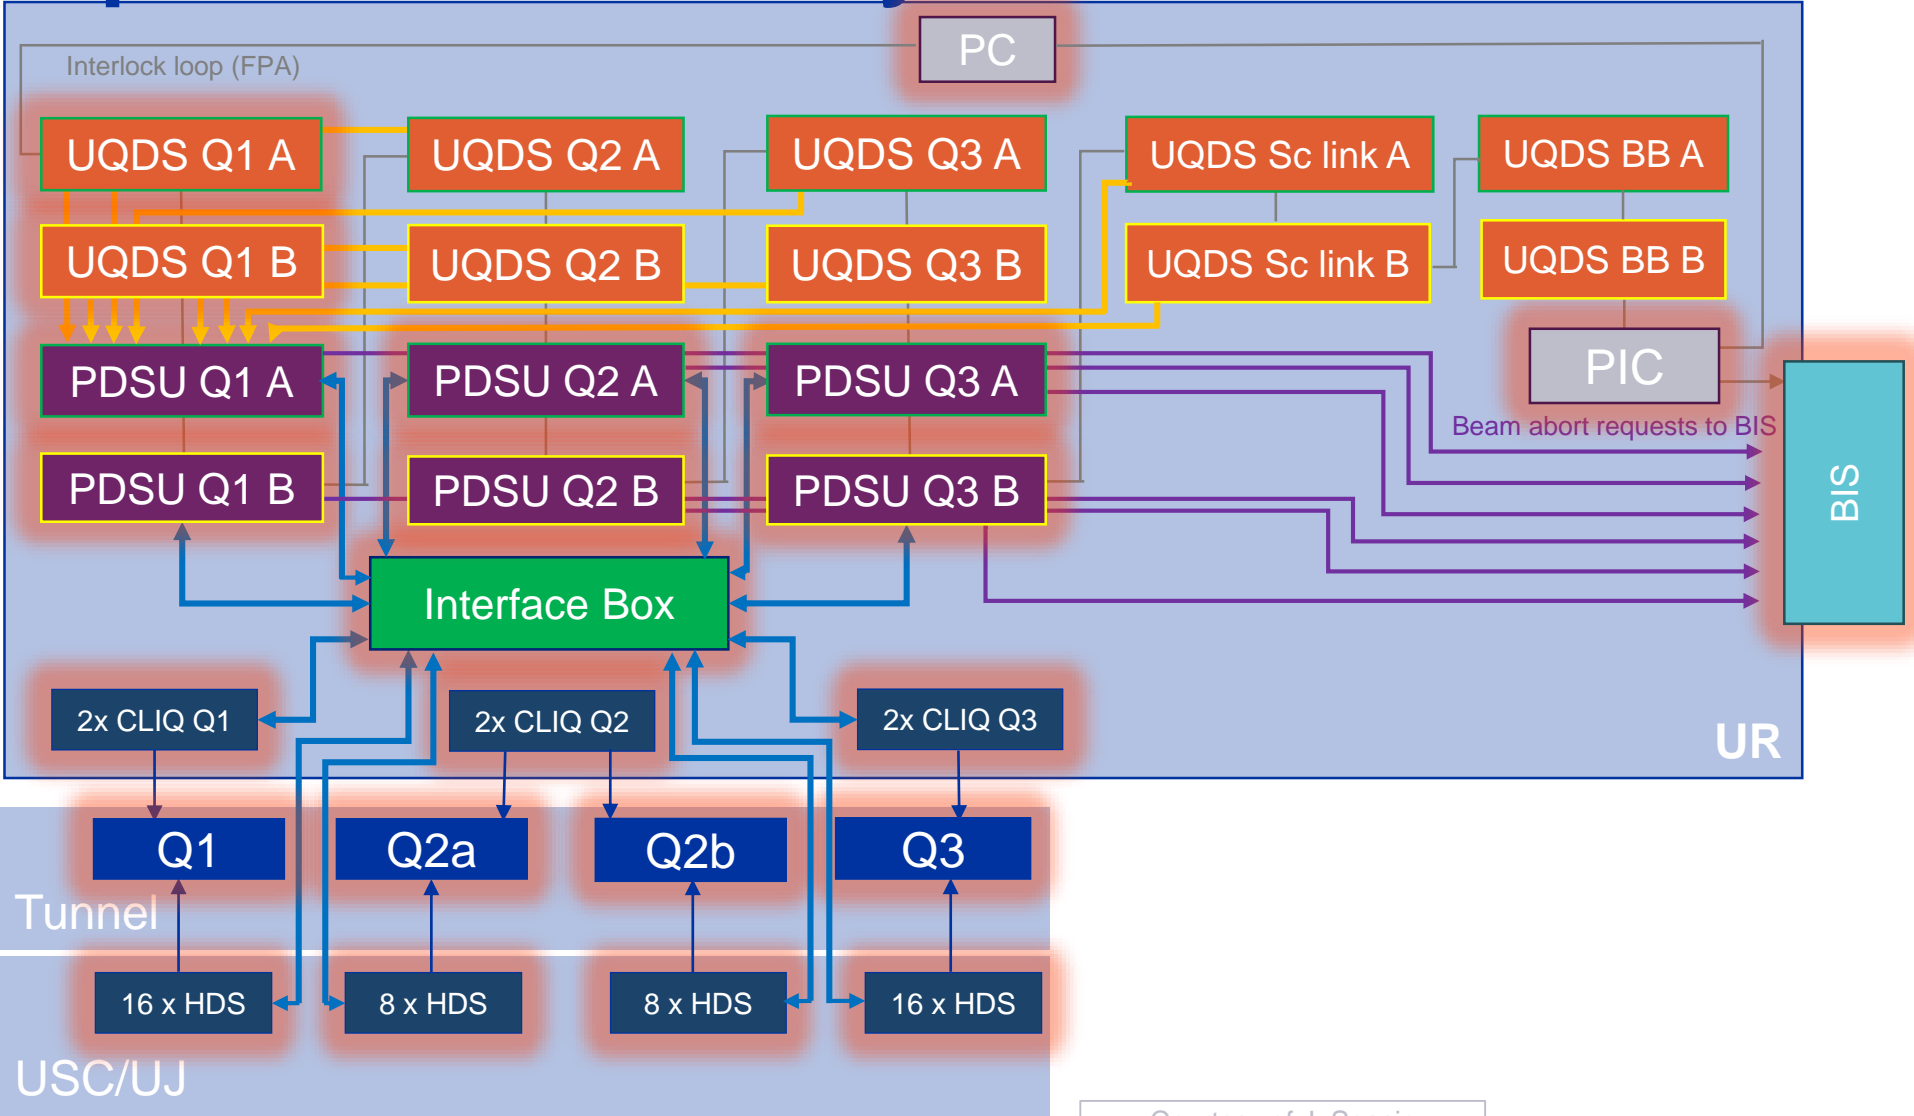 PC
Interlock loop (FPA)
UQDS Q1 A
UQDS Q2 A
UQDS Q3 A
UQDS Sc link A
UQDS BB A
UQDS Q1 B
UQDS Q2 B
UQDS Q3 B
UQDS Sc link B
UQDS BB B
PDSU Q1 A
PDSU Q2 A
PDSU Q3 A
PIC
Beam abort requests to BIS
PDSU Q1 B
PDSU Q2 B
PDSU Q3 B
BIS
Interface Box
2x CLIQ Q1
2x CLIQ Q2
2x CLIQ Q3
UR
Q1
Q2a
Q2b
Q3
Tunnel
16 x HDS
8 x HDS
8 x HDS
16 x HDS
USC/UJ